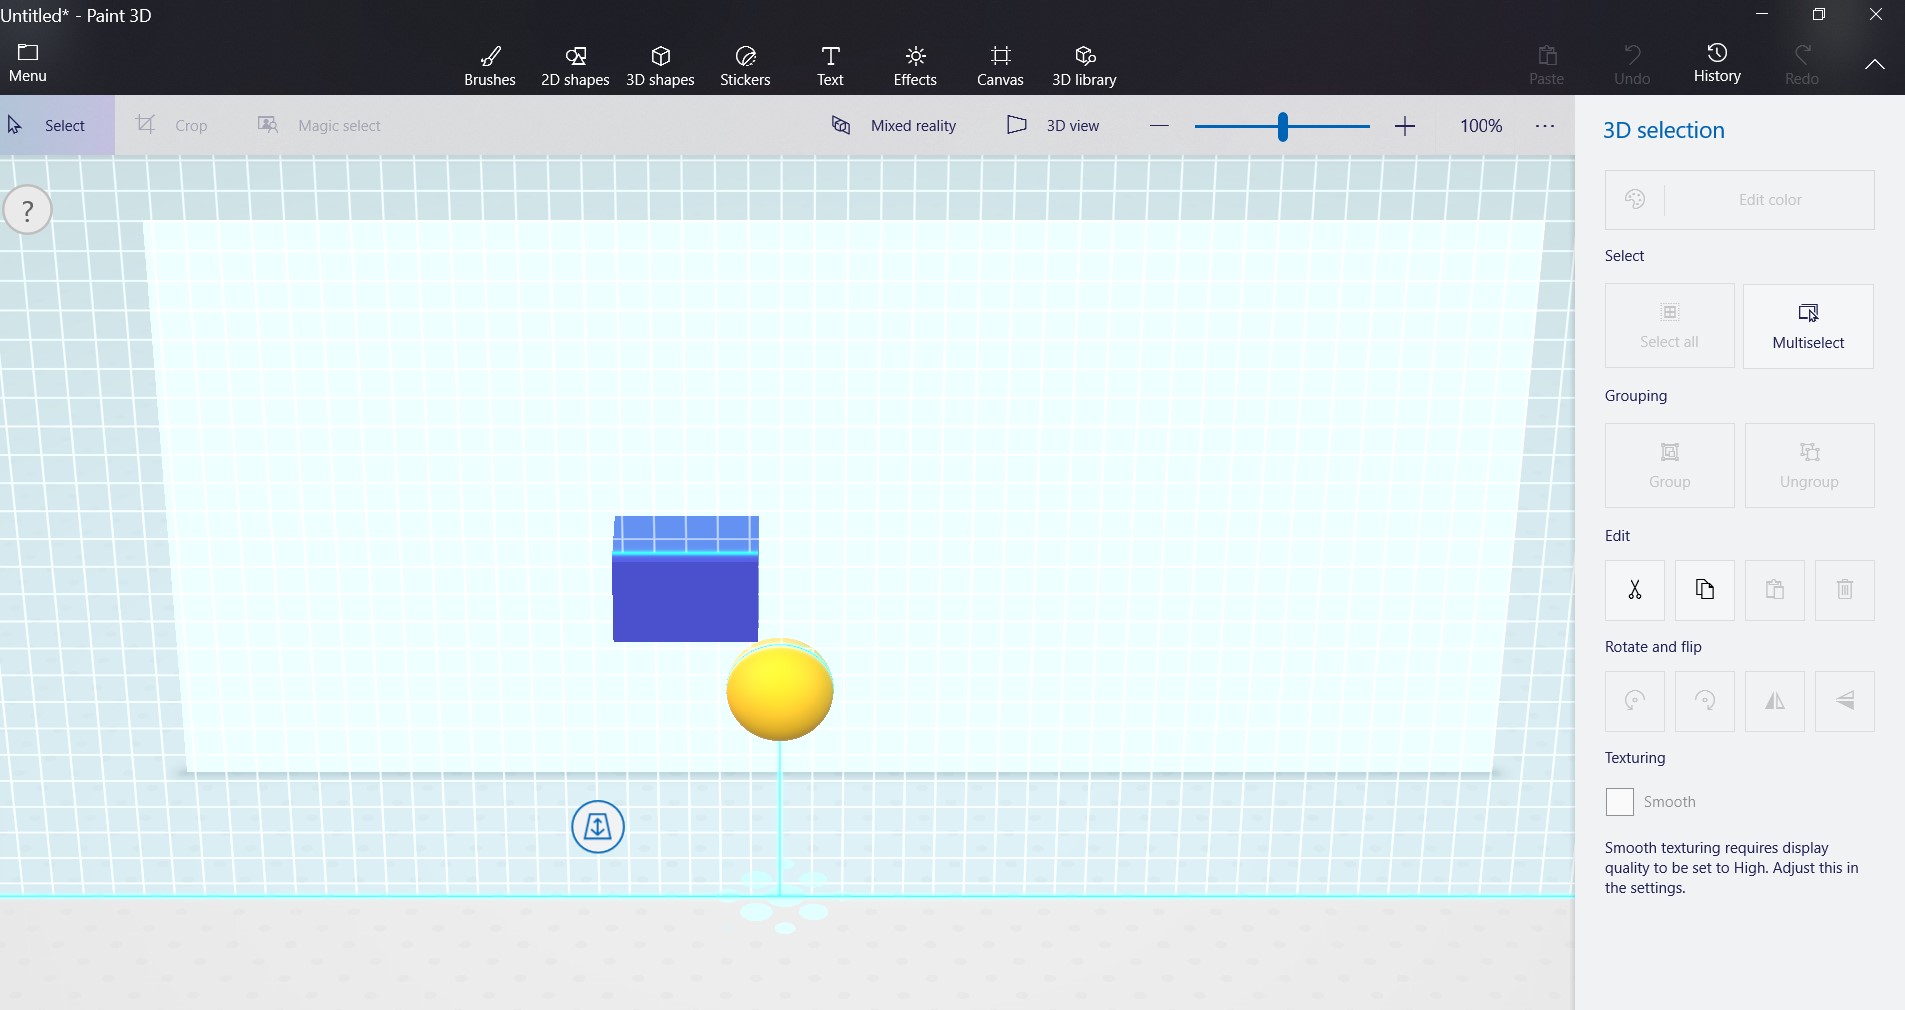 Untitled* - Paint 3D
Menu
Brushes
2D shapes
3D shapes
Stickers
Text
Effects
Canvas
3D library
Paste
Undo
History
Redo
Select
Crop
Magic select
Mixed reality
3D view
100%
?
3D selection
Edit color
Select
Select all
Multiselect
Grouping
Group
Ungroup
Edit
Rotate and flip
Texturing
Smooth
Smooth texturing requires display
quality to be set to High. Adjust this in
the settings.